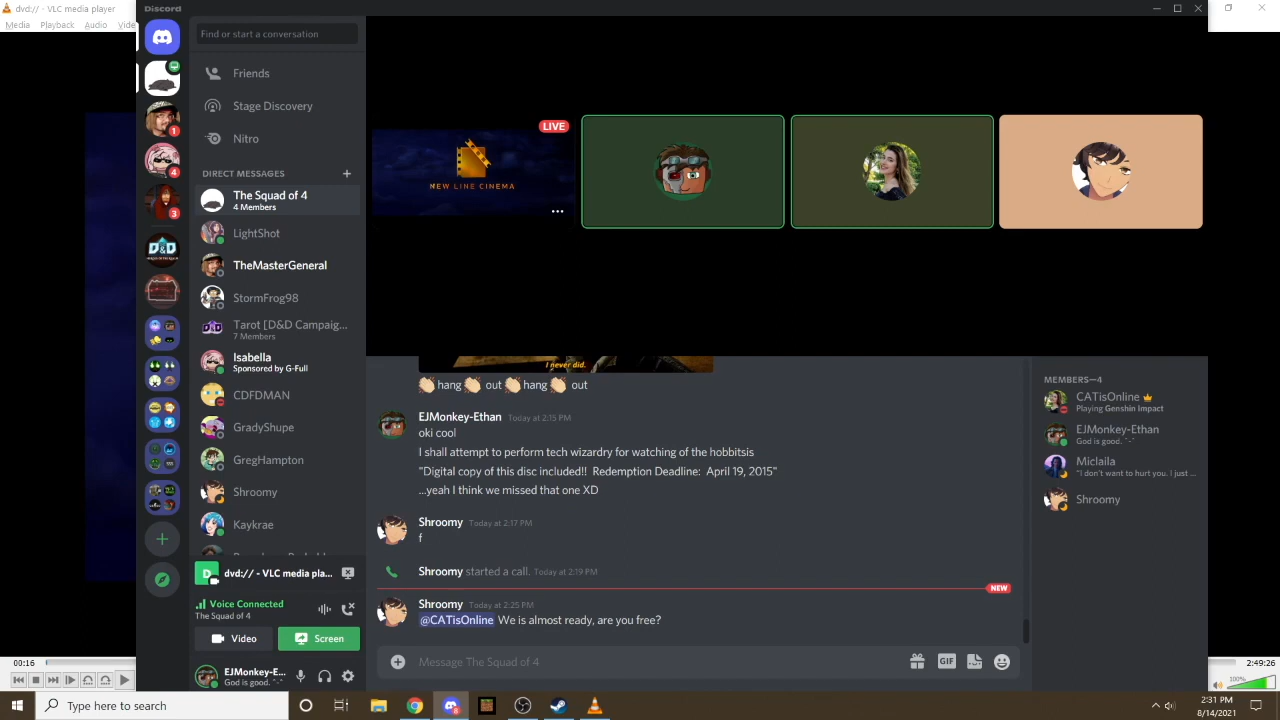 dvd:// - VLC media player
Media Playback Audio Vide
Discord
Find or start a conversation
Friends
Stage Discovery
Nitro
DIRECT MESSAGES
The Squad of 4
4 Members
LightShot
TheMasterGeneral
StormFrog98
Tarot [D&D Campaig...
7 Members
Isabella
Sponsored by G-Full
CDFDMAN
GradyShupe
GregHampton
Shroomy
Kaykrae
1
4
3
D&D
dvd:// - VLC media pla...
Voice Connected
The Squad of 4
Video
Screen
EJMonkey-E...
God is good. ^-^
LIVE
NEW LINE CINEMA
I never did.
hang out hang out
EJMonkey-Ethan Today at 2:15 PM
oki cool
I shall attempt to perform tech wizardry for watching of the hobbitsis
"Digital copy of this disc included!! Redemption Deadline: April 19, 2015"
...yeah I think we missed that one XD
Shroomy Today at 2:17 PM
f
Shroomy started a call. Today at 2:19 PM
NEW
Shroomy Today at 2:25 PM
@CATisOnline We is almost ready, are you free?
Message The Squad of 4
GIF
MEMBERS—4
CATisOnline
Playing Genshin Impact
EJMonkey-Ethan
God is good. ^-^
Miclaila
"I don't want to hurt you. I just ...
Shroomy
00:16
2:49:26
100%
Type here to search
2:31 PM
8/14/2021